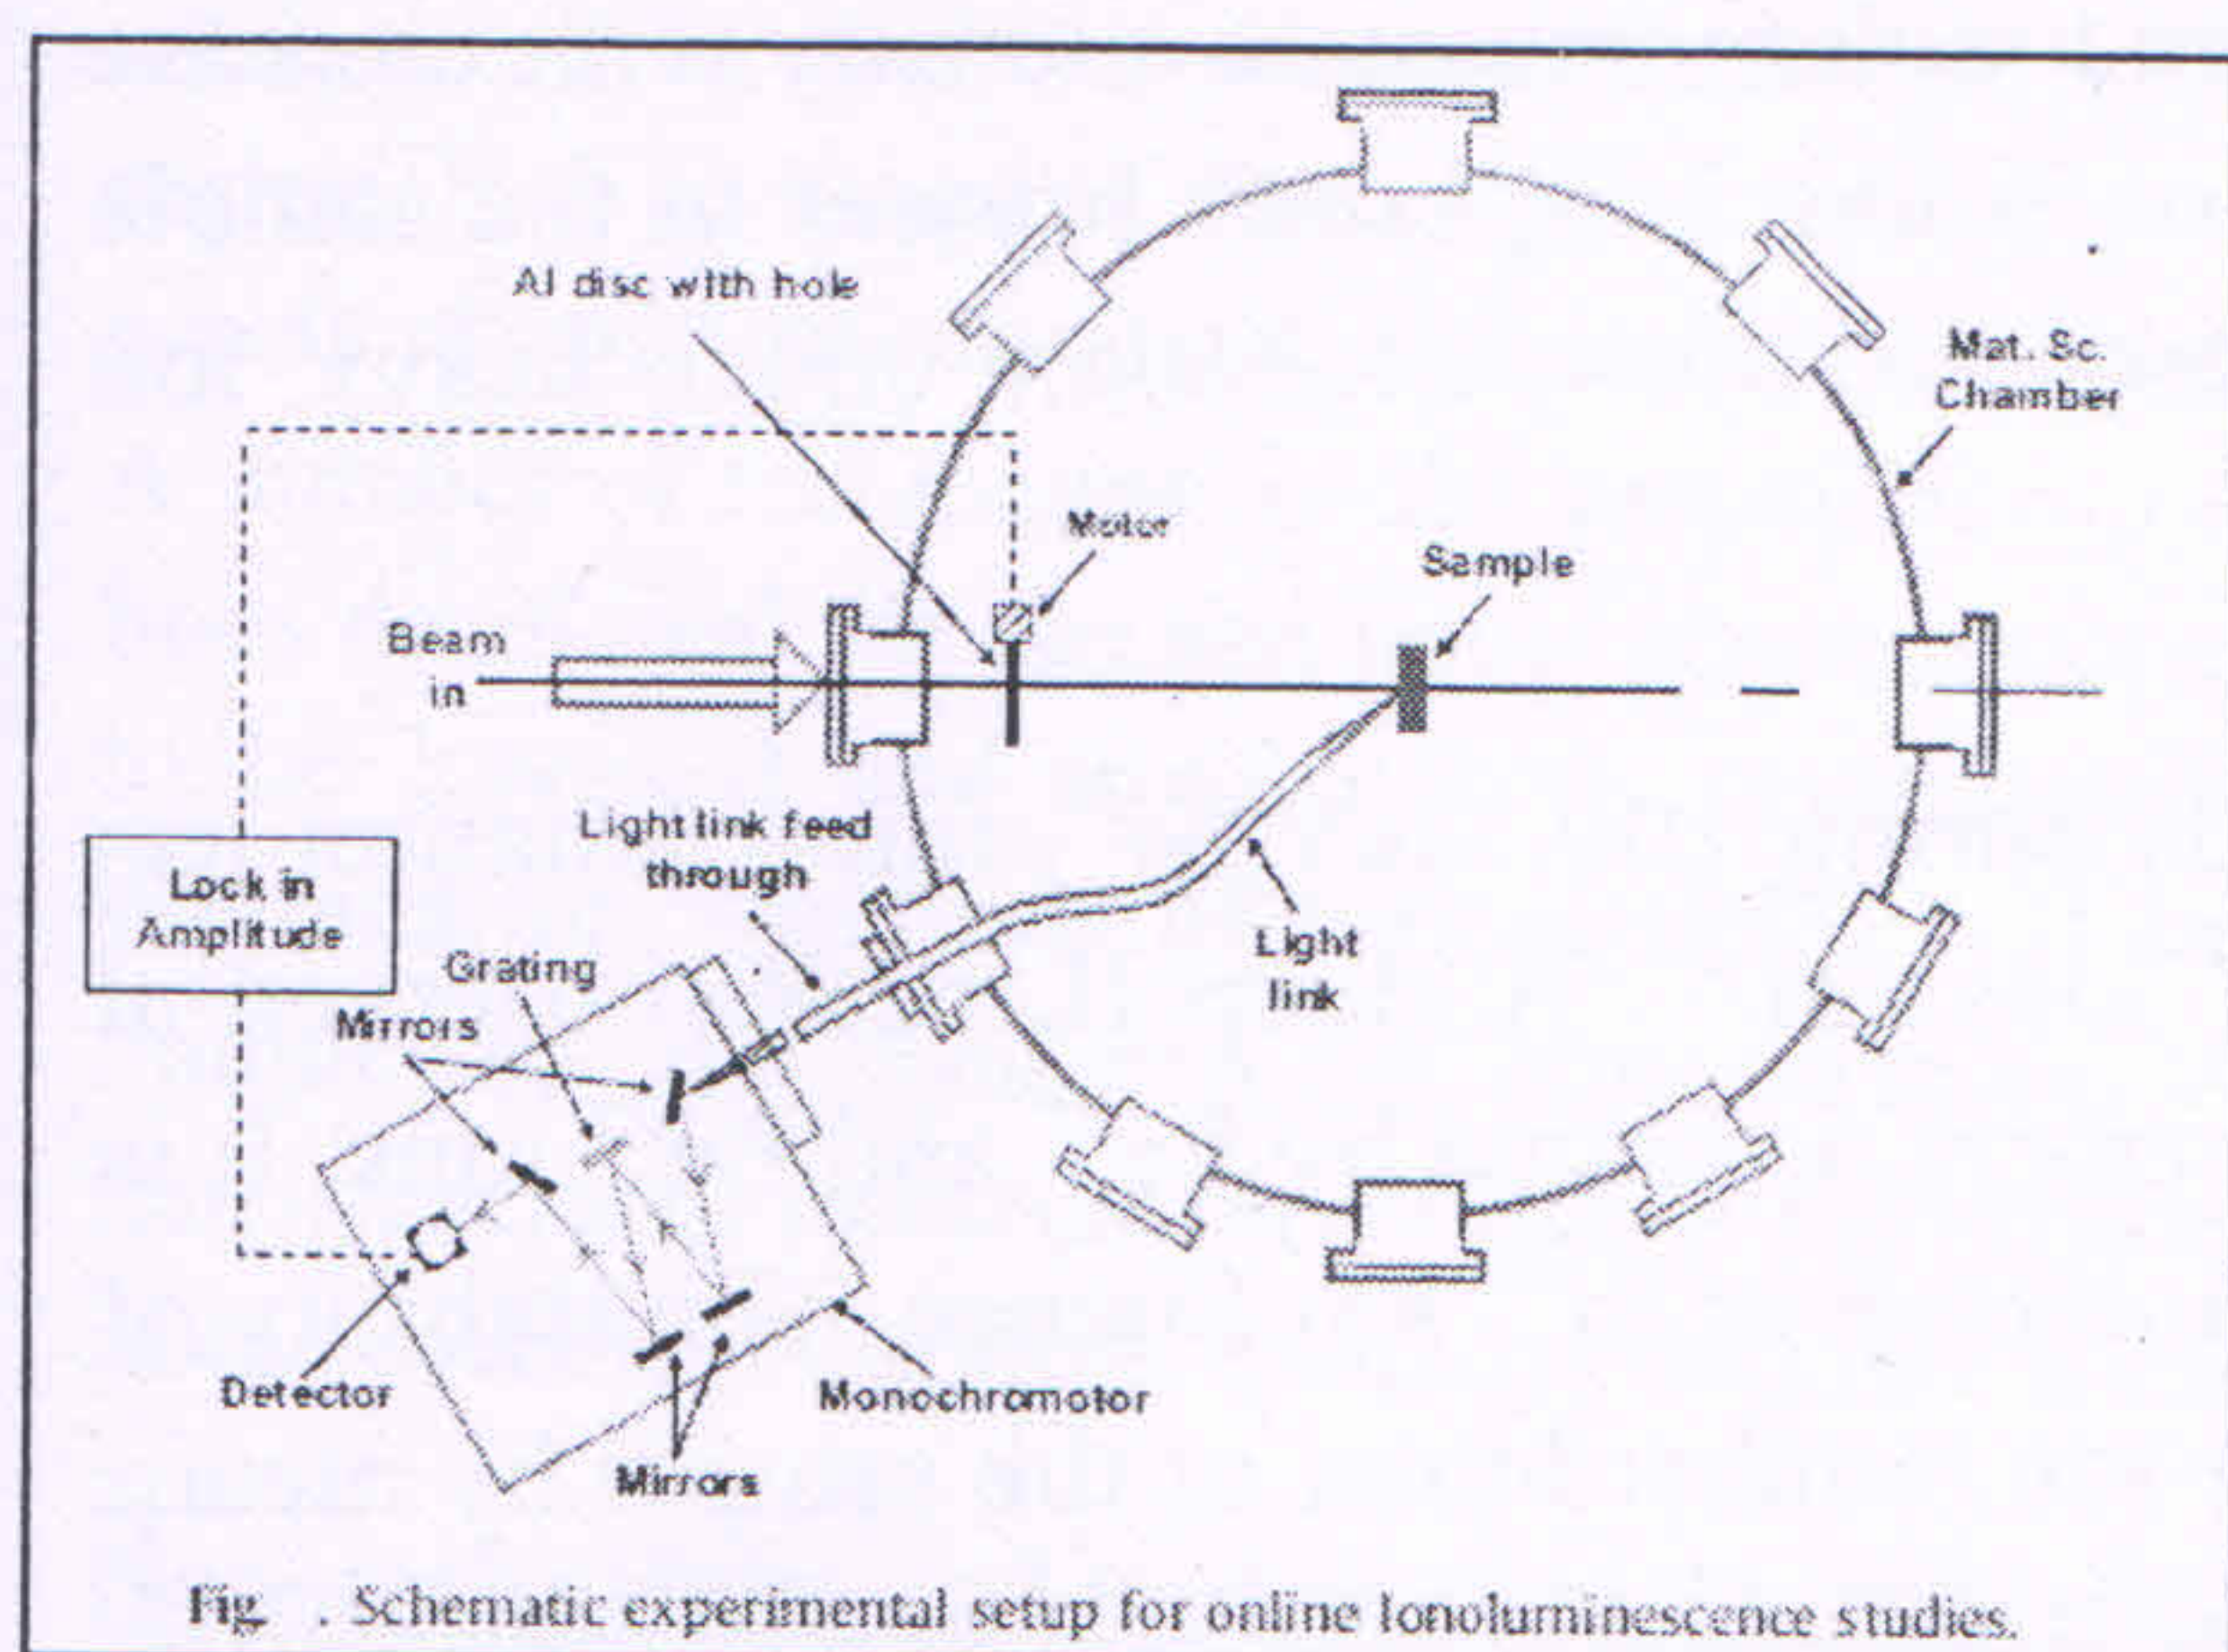 Al disc with hole
Mat. Sc.
Chamber
Motor
Sample
Beam
in
Light link feed
through
Lock in
Amplitude
Grating
Light
link
Mirrors
Detector
Monochromotor
Mirrors
Fig. . Schematic experimental setup for online Ionoluminescence studies.